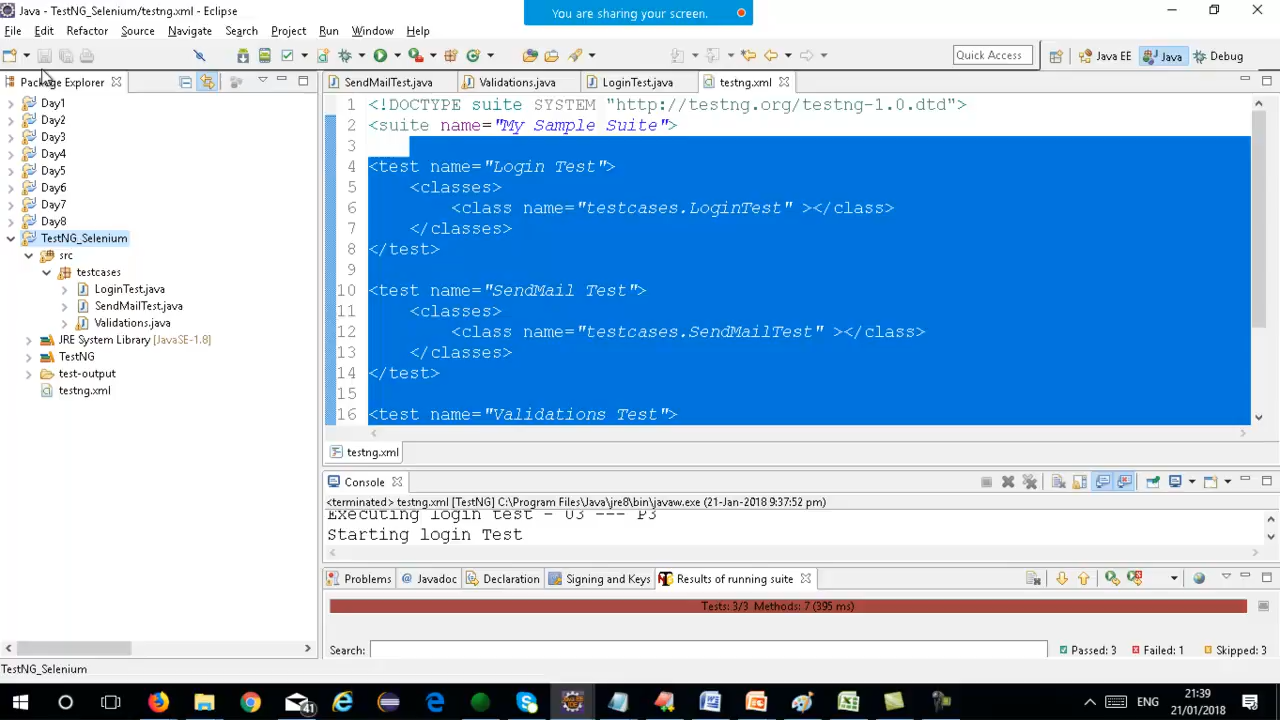 Java - TestNG_Selenium/testng.xml - Eclipse
You are sharing your screen.
File Edit Refactor Source Navigate Search Project Run Window Help
Quick Access Java EE Java Debug
Package Explorer
SendMailTest.java Validations.java LoginTest.java testng.xml
Day1
Day2
Day3
Day4
Day5
Day6
Day7
Day8
TestNG_Selenium
src
testcases
LoginTest.java
SendMailTest.java
Validations.java
JRE System Library [JavaSE-1.8]
TestNG
test-output
testng.xml
1 <!DOCTYPE suite SYSTEM "http://testng.org/testng-1.0.dtd">
2 <suite name="My Sample Suite">
3
4 <test name="Login Test">
5 <classes>
6 <class name="testcases.LoginTest" ></class>
7 </classes>
8 </test>
9
10 <test name="SendMail Test">
11 <classes>
12 <class name="testcases.SendMailTest" ></class>
13 </classes>
14 </test>
15
16 <test name="Validations Test">
testng.xml
Console
<terminated> testng.xml [TestNG] C:\Program Files\Java\jre8\bin\javaw.exe (21-Jan-2018 9:37:52 pm)
Executing login test - U3 --- P3
Starting login Test
Problems Javadoc Declaration Signing and Keys Results of running suite
Tests: 3/3 Methods: 7 (395 ms)
Search: Passed: 3 Failed: 1 Skipped: 3
TestNG_Selenium
41
ENG
21:39
21/01/2018